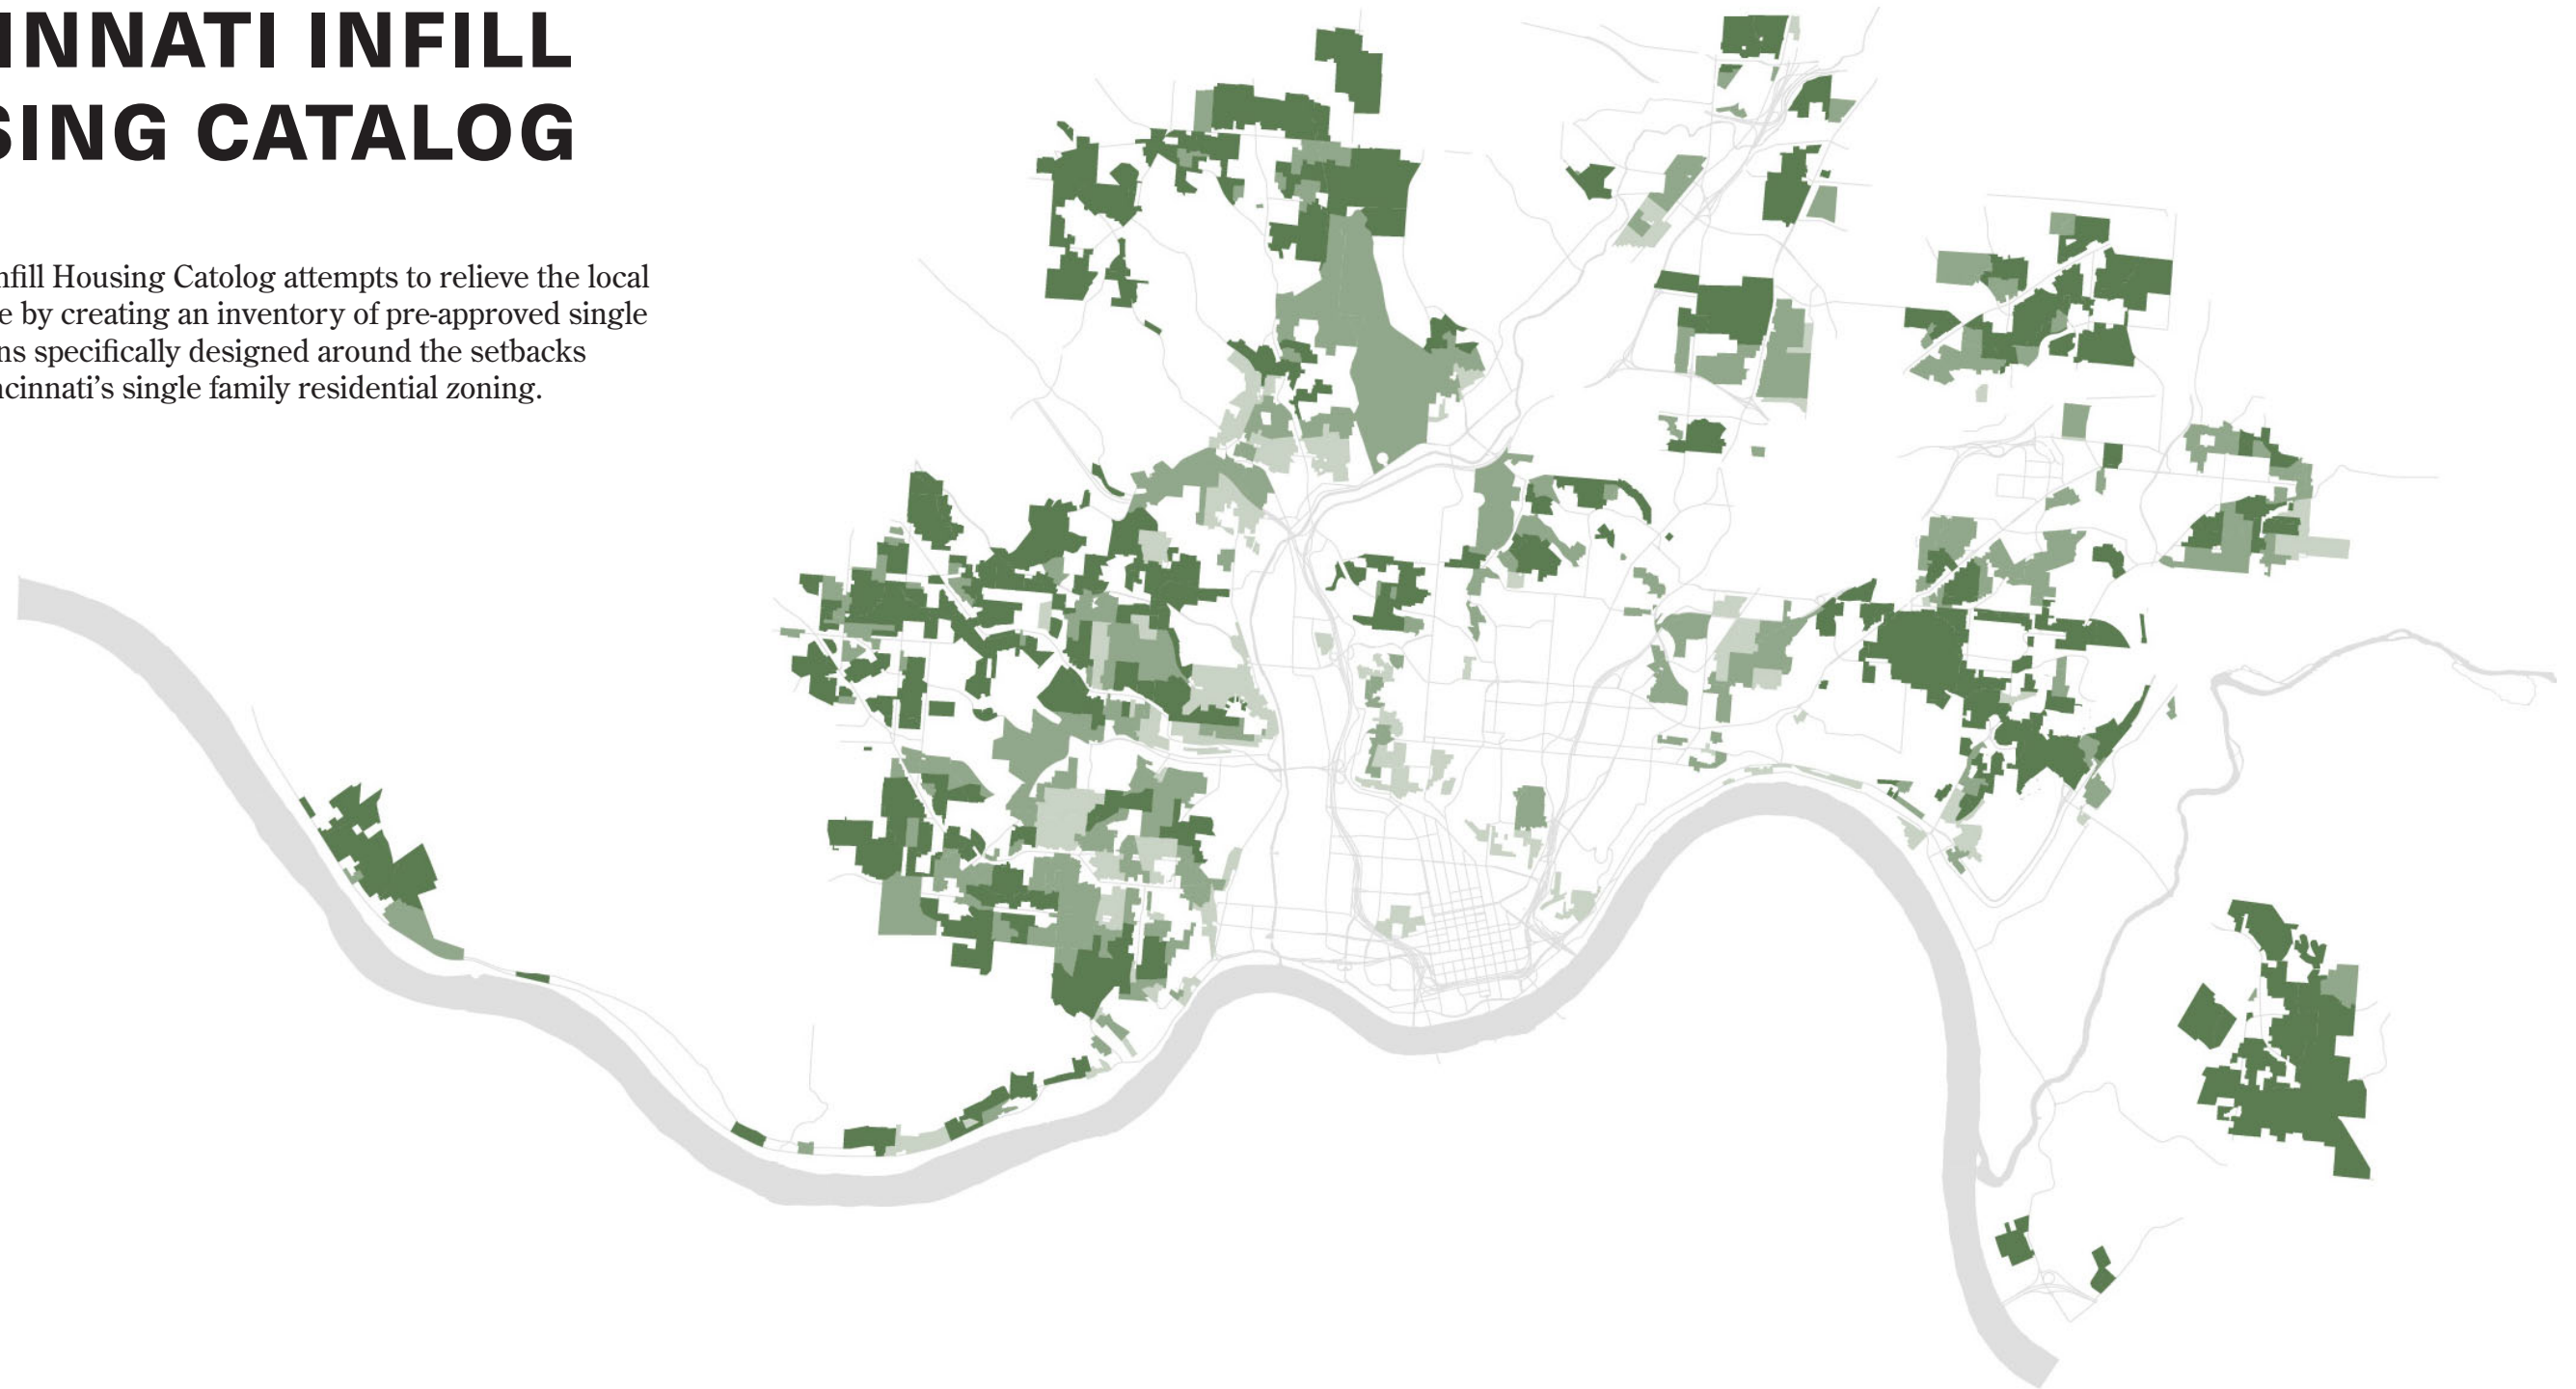 INNATI INFILL
SING CATALOG
nfill Housing Catolog attempts to relieve the local
e by creating an inventory of pre-approved single
ns specifically designed around the setbacks
ncinnati's single family residential zoning.